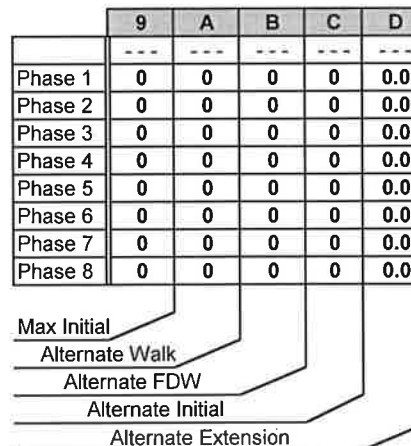 9 A B C D
--- --- --- --- ---
Phase 1 0 0 0 0 0.0
Phase 2 0 0 0 0 0.0
Phase 3 0 0 0 0 0.0
Phase 4 0 0 0 0 0.0
Phase 5 0 0 0 0 0.0
Phase 6 0 0 0 0 0.0
Phase 7 0 0 0 0 0.0
Phase 8 0 0 0 0 0.0
Max Initial
Alternate Walk
Alternate FDW
Alternate Initial
Alternate Extension